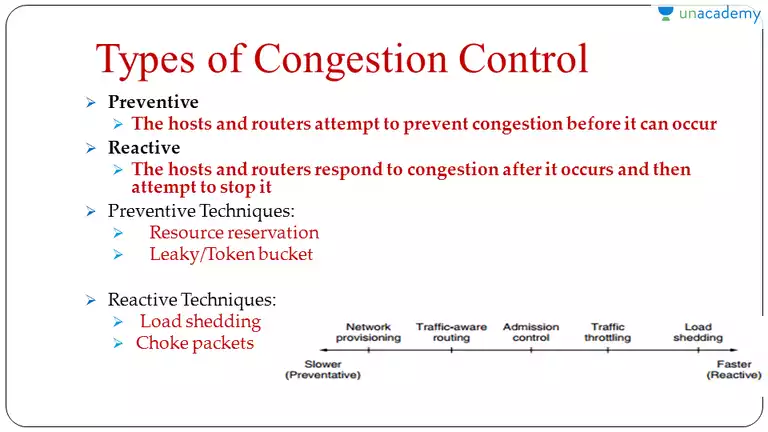 unacademy
Types of Congestion Control
Preventive
The hosts and routers attempt to prevent congestion before it can occur
Reactive
The hosts and routers respond to congestion after it occurs and then
attempt to stop it
Preventive Techniques:
Resource reservation
Leaky/Token bucket
Reactive Techniques:
Load shedding
Choke packets
Network provisioning
Traffic-aware routing
Admission control
Traffic throttling
Load shedding
Slower (Preventative)
Faster (Reactive)